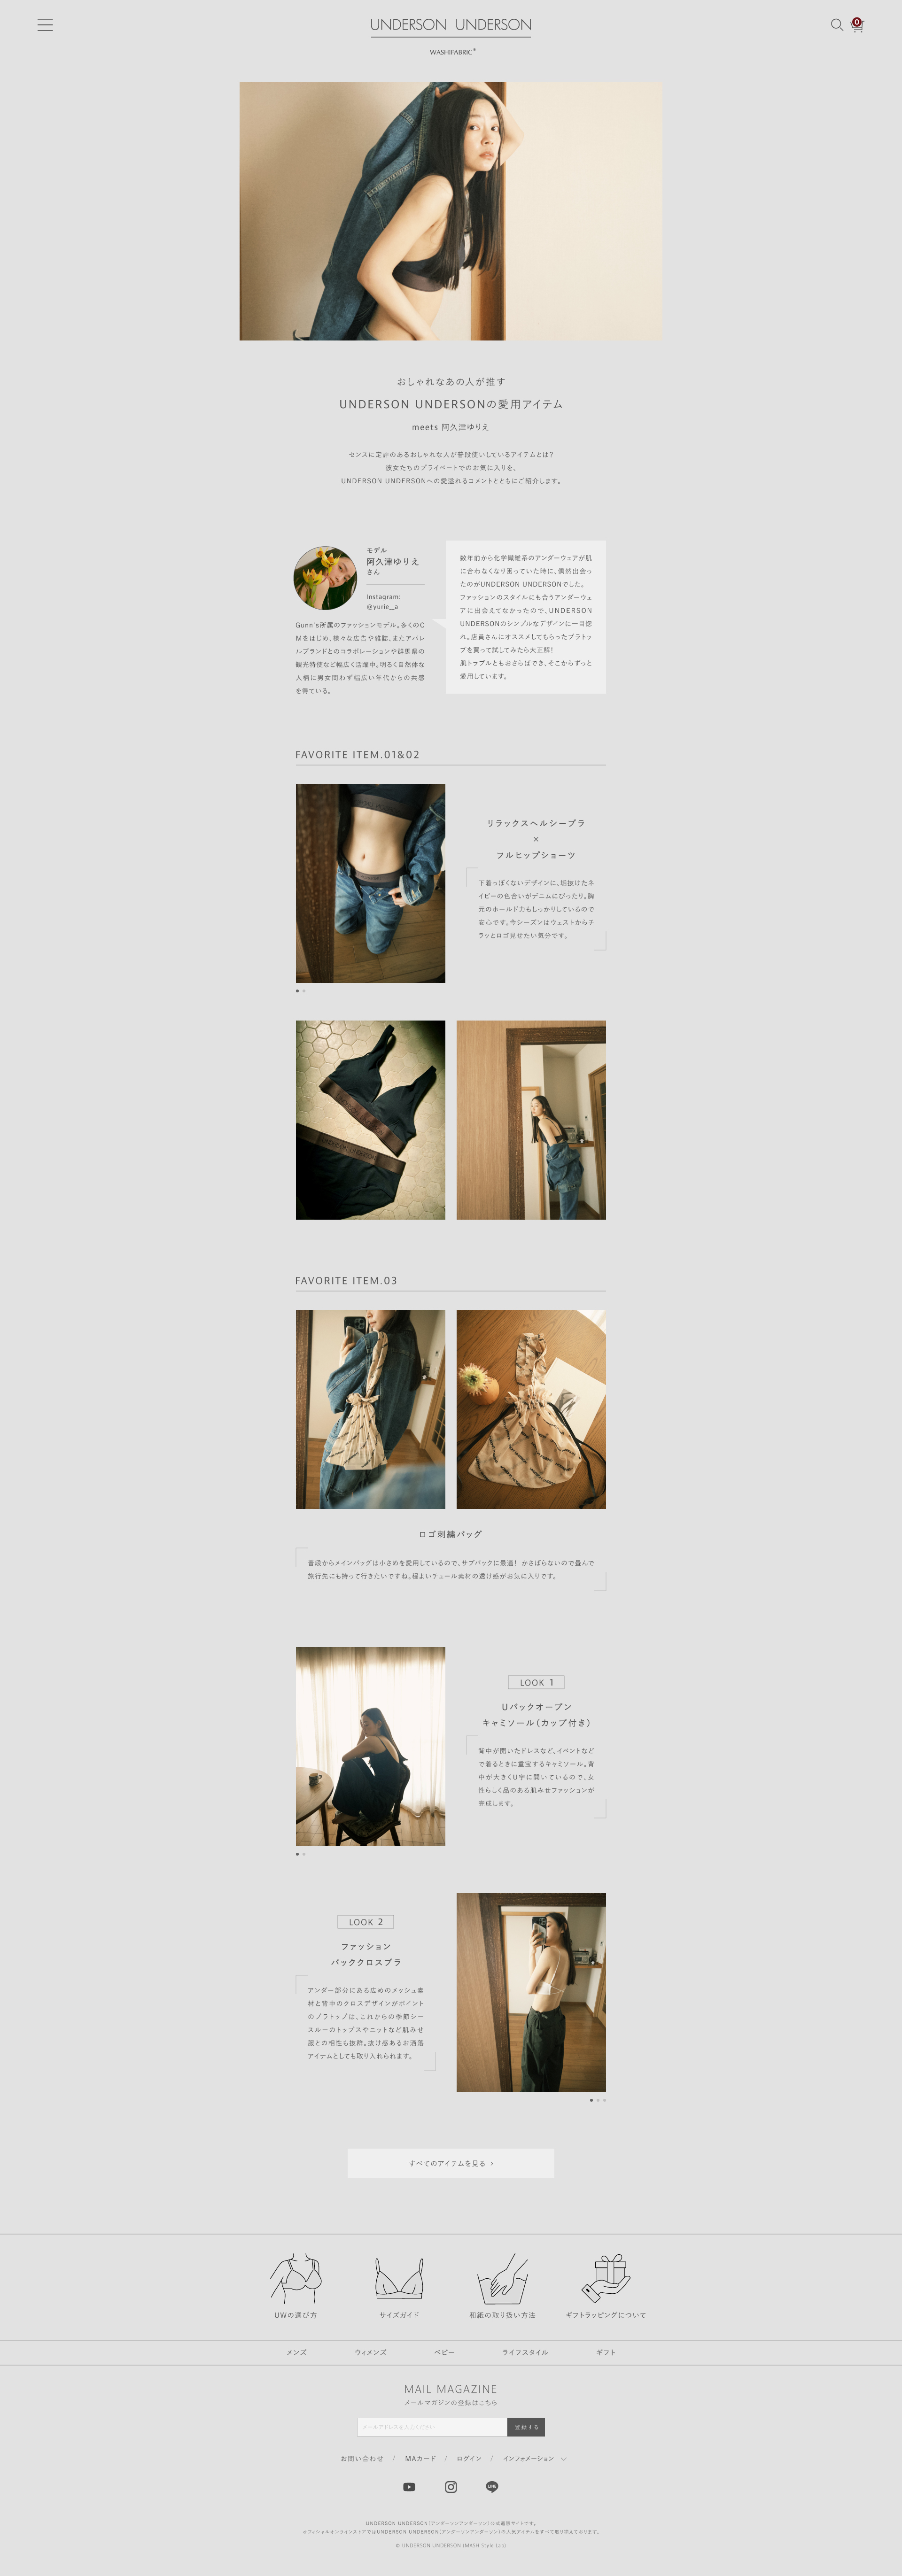 UNDERSON UNDERSON
0
WASHIFABRIC®
おしゃれなあの人が推す
UNDERSON UNDERSONの愛用アイテム
meets 阿久津ゆりえ
センスに定評のあるおしゃれな人が普段使いしているアイテムとは？
彼女たちのプライベートでのお気に入りを、
UNDERSON UNDERSONへの愛溢れるコメントとともにご紹介します。
モデル
阿久津ゆりえ
さん
Instagram:
@yurie__a
Gunn's所属のファッションモデル。多くのC
Mをはじめ、様々な広告や雑誌、またアパレ
ルブランドとのコラボレーションや群馬県の
観光特使など幅広く活躍中。明るく自然体な
人柄に男女問わず幅広い年代からの共感
を得ている。
数年前から化学繊維系のアンダーウェアが肌
に合わなくなり困っていた時に、偶然出会っ
たのがUNDERSON UNDERSONでした。
ファッションのスタイルにも合うアンダーウェ
アに出会えてなかったので、UNDERSON
UNDERSONのシンプルなデザインに一目惚
れ。店員さんにオススメしてもらったブラトッ
プを買って試してみたら大正解！
肌トラブルともおさらばでき、そこからずっと
愛用しています。
FAVORITE ITEM.01&02
リラックスヘルシーブラ
×
フルヒップショーツ
下着っぽくないデザインに、垢抜けたネ
イビーの色合いがデニムにぴったり。胸
元のホールド力もしっかりしているので
安心です。今シーズンはウェストからチ
ラッとロゴ見せたい気分です。
FAVORITE ITEM.03
ロゴ刺繍バッグ
普段からメインバッグは小さめを愛用しているので、サブバックに最適！ かさばらないので畳んで
旅行先にも持って行きたいですね。程よいチュール素材の透け感がお気に入りです。
LOOK 1
Uバックオープン
キャミソール（カップ付き）
背中が開いたドレスなど、イベントなど
で着るときに重宝するキャミソール。背
中が大きくU字に開いているので、女
性らしく品のある肌みせファッションが
完成します。
LOOK 2
ファッション
バッククロスブラ
アンダー部分にある広めのメッシュ素
材と背中のクロスデザインがポイント
のブラトップは、これからの季節シー
スルーのトップスやニットなど肌みせ
服との相性も抜群。抜け感あるお洒落
アイテムとしても取り入れられます。
すべてのアイテムを見る ›
UWの選び方
サイズガイド
和紙の取り扱い方法
ギフトラッピングについて
メンズ
ウィメンズ
ベビー
ライフスタイル
ギフト
MAIL MAGAZINE
メールマガジンの登録はこちら
メールアドレスを入力ください
登録する
お問い合わせ / MAカード / ログイン / インフォメーション
LINE
UNDERSON UNDERSON（アンダーソンアンダーソン）公式通販サイトです。
オフィシャルオンラインストアではUNDERSON UNDERSON（アンダーソンアンダーソン）の人気アイテムをすべて取り揃えております。
© UNDERSON UNDERSON (MASH Style Lab)